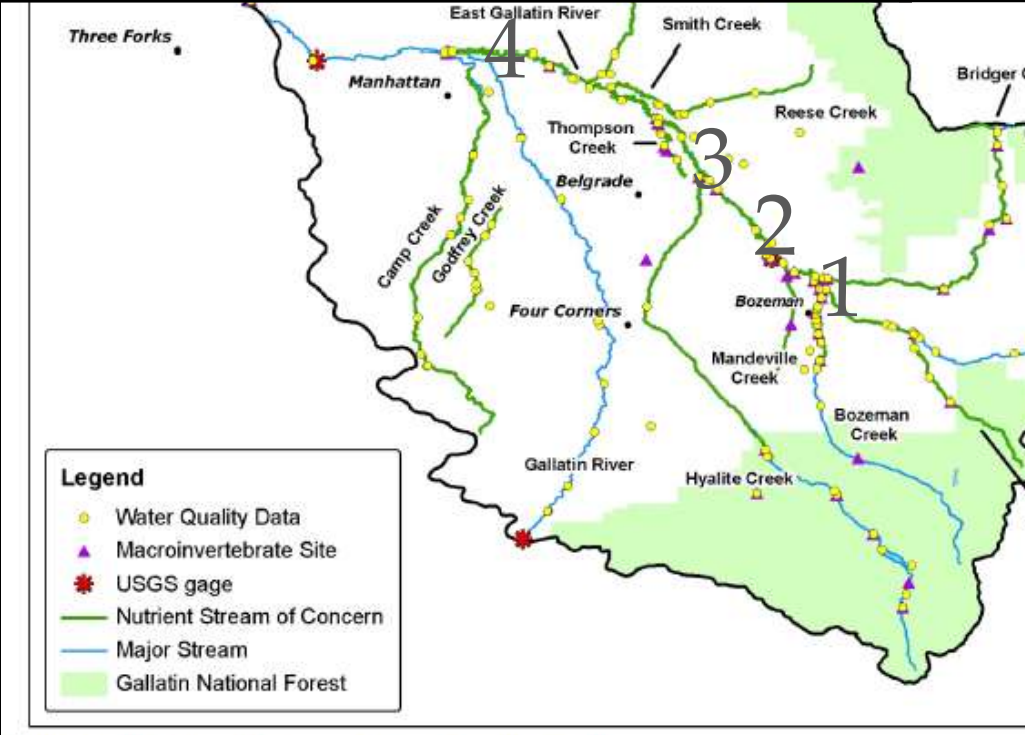 East Gallatin River
Smith Creek
Three Forks
4
Manhattan
Bridger
Reese Creek
Thompson
Creek
3
Belgrade
2
Camp Creek
Godfrey Creek
1
Bozeman
Four Corners
Mandeville
Creek
Bozeman
Creek
Gallatin River
Hyalite Creek
Legend
Water Quality Data
Macroinvertebrate Site
USGS gage
Nutrient Stream of Concern
Major Stream
Gallatin National Forest